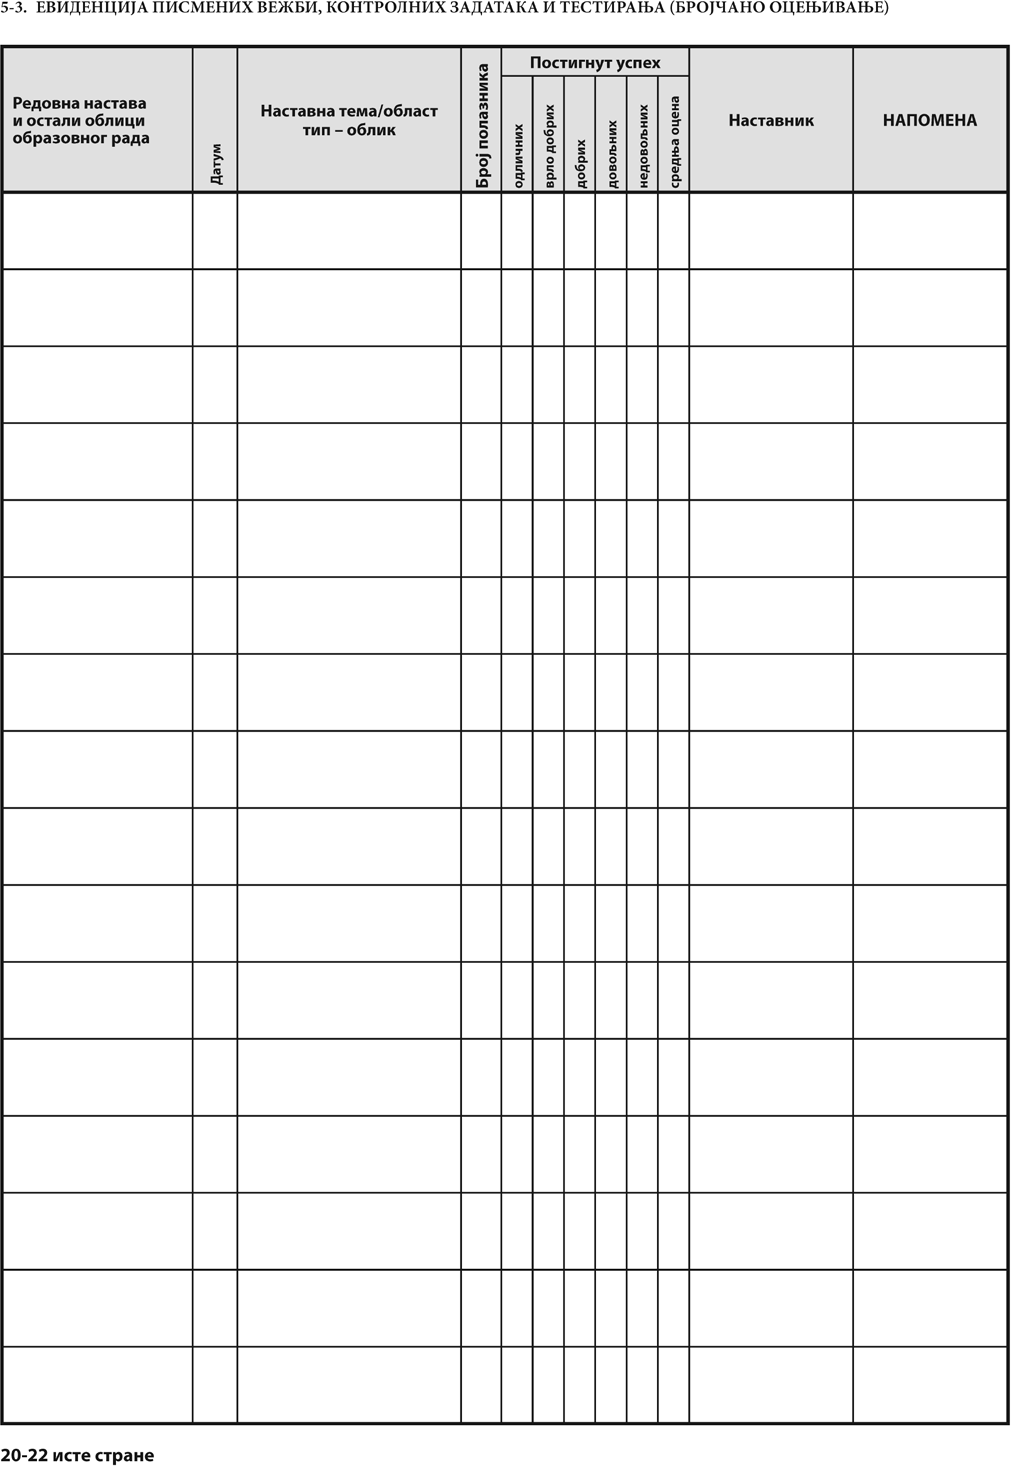 5-3. ЕВИДЕНЦИЈА ПИСМЕНИХ ВЕЖБИ, КОНТРОЛНИХ ЗАДАТАКА И ТЕСТИРАЊА (БРОЈЧАНО ОЦЕЊИВАЊЕ)
Редовна настава
и остали облици
образовног рада
Датум
Наставна тема/област
тип – облик
Број полазника
Постигнут успех
одличних
врло добрих
добрих
довољних
недовољних
средња оцена
Наставник
НАПОМЕНА
20-22 исте стране